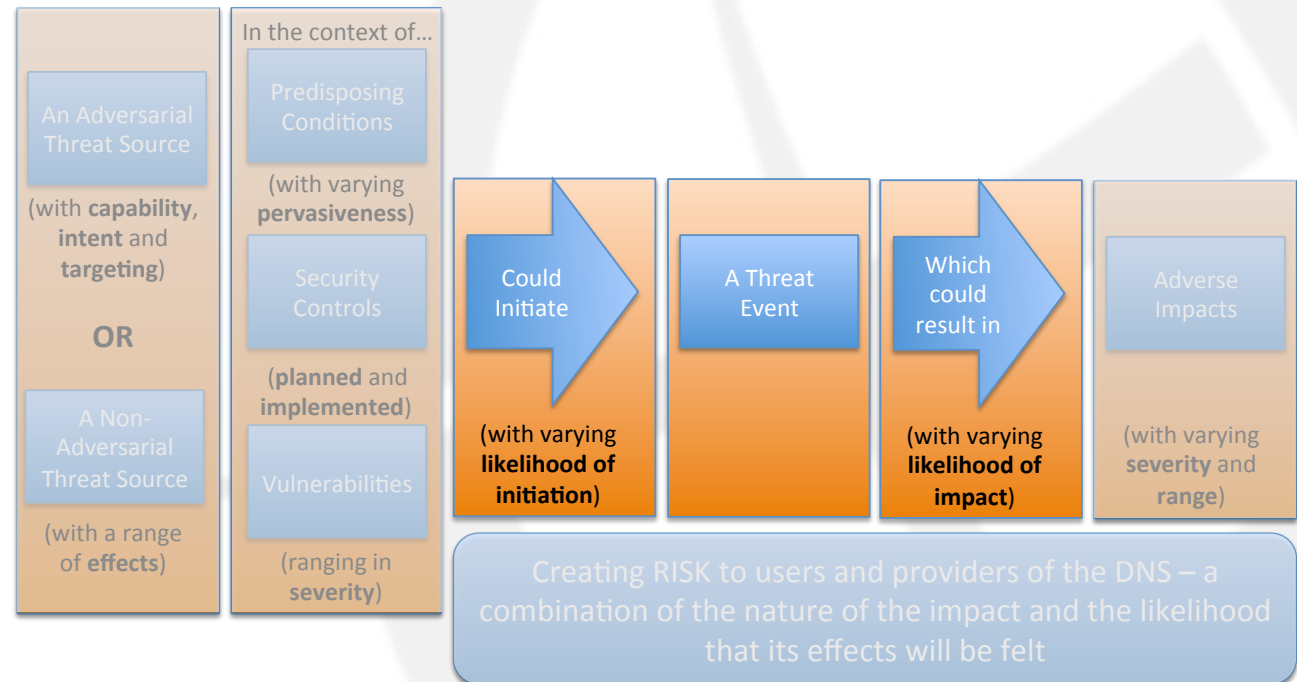 An Adversarial
Threat Source
(with capability,
intent and
targeting)
OR
A Non-
Adversarial
Threat Source
(with a range
of effects)
In the context of…
Predisposing
Conditions
(with varying
pervasiveness)
Security
Controls
(planned and
implemented)
Vulnerabilities
(ranging in
severity)
Could
Initiate
(with varying
likelihood of
initiation)
A Threat
Event
Which
could
result in
(with varying
likelihood of
impact)
Adverse
Impacts
(with varying
severity and
range)
Creating RISK to users and providers of the DNS – a
combination of the nature of the impact and the likelihood
that its effects will be felt